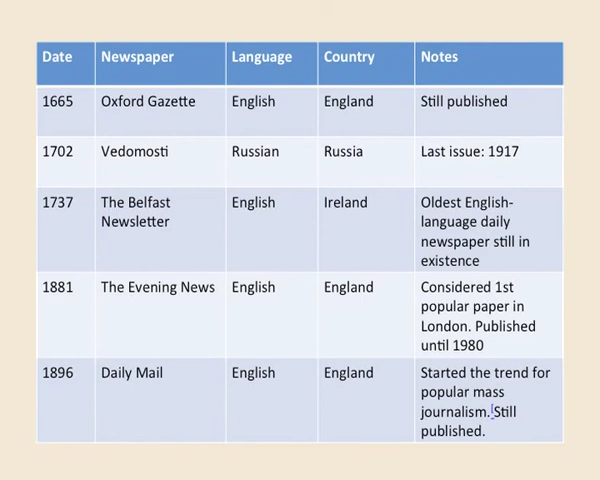 Date Newspaper Language Country Notes
1665 Oxford Gazette English England Still published
1702 Vedomosti Russian Russia Last issue: 1917
1737 The Belfast English Ireland Oldest English-
Newsletter language daily
newspaper still in
existence
1881 The Evening News English England Considered 1st
popular paper in
London. Published
until 1980
1896 Daily Mail English England Started the trend for
popular mass
journalism.[Still
published.